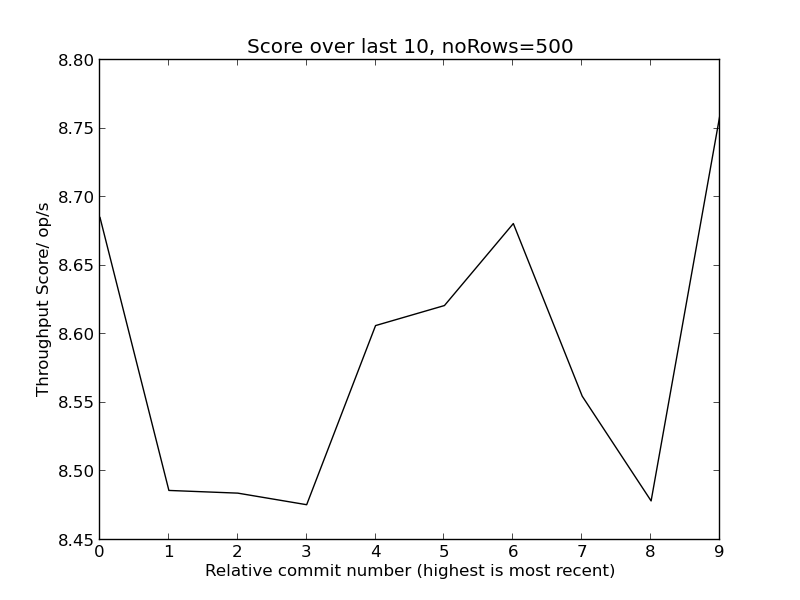 Score over last 10, noRows=500
8.80
8.75
8.70
8.65
8.60
8.55
8.50
8.45
Throughput Score/ op/s
0 1 2 3 4 5 6 7 8 9
Relative commit number (highest is most recent)